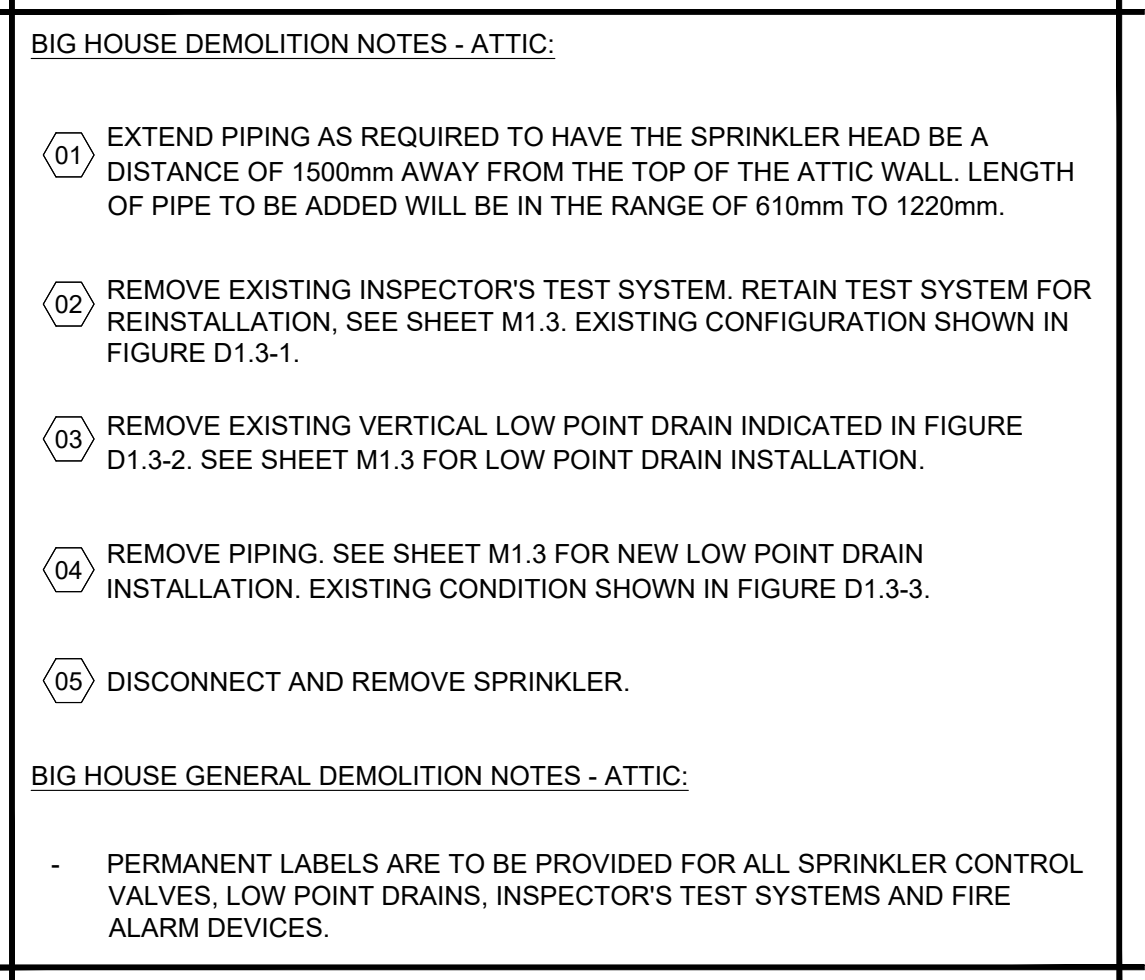 BIG HOUSE DEMOLITION NOTES - ATTIC:
01 EXTEND PIPING AS REQUIRED TO HAVE THE SPRINKLER HEAD BE A
DISTANCE OF 1500mm AWAY FROM THE TOP OF THE ATTIC WALL. LENGTH
OF PIPE TO BE ADDED WILL BE IN THE RANGE OF 610mm TO 1220mm.
02 REMOVE EXISTING INSPECTOR'S TEST SYSTEM. RETAIN TEST SYSTEM FOR
REINSTALLATION, SEE SHEET M1.3. EXISTING CONFIGURATION SHOWN IN
FIGURE D1.3-1.
03 REMOVE EXISTING VERTICAL LOW POINT DRAIN INDICATED IN FIGURE
D1.3-2. SEE SHEET M1.3 FOR LOW POINT DRAIN INSTALLATION.
04 REMOVE PIPING. SEE SHEET M1.3 FOR NEW LOW POINT DRAIN
INSTALLATION. EXISTING CONDITION SHOWN IN FIGURE D1.3-3.
05 DISCONNECT AND REMOVE SPRINKLER.
BIG HOUSE GENERAL DEMOLITION NOTES - ATTIC:
- PERMANENT LABELS ARE TO BE PROVIDED FOR ALL SPRINKLER CONTROL
VALVES, LOW POINT DRAINS, INSPECTOR'S TEST SYSTEMS AND FIRE
ALARM DEVICES.